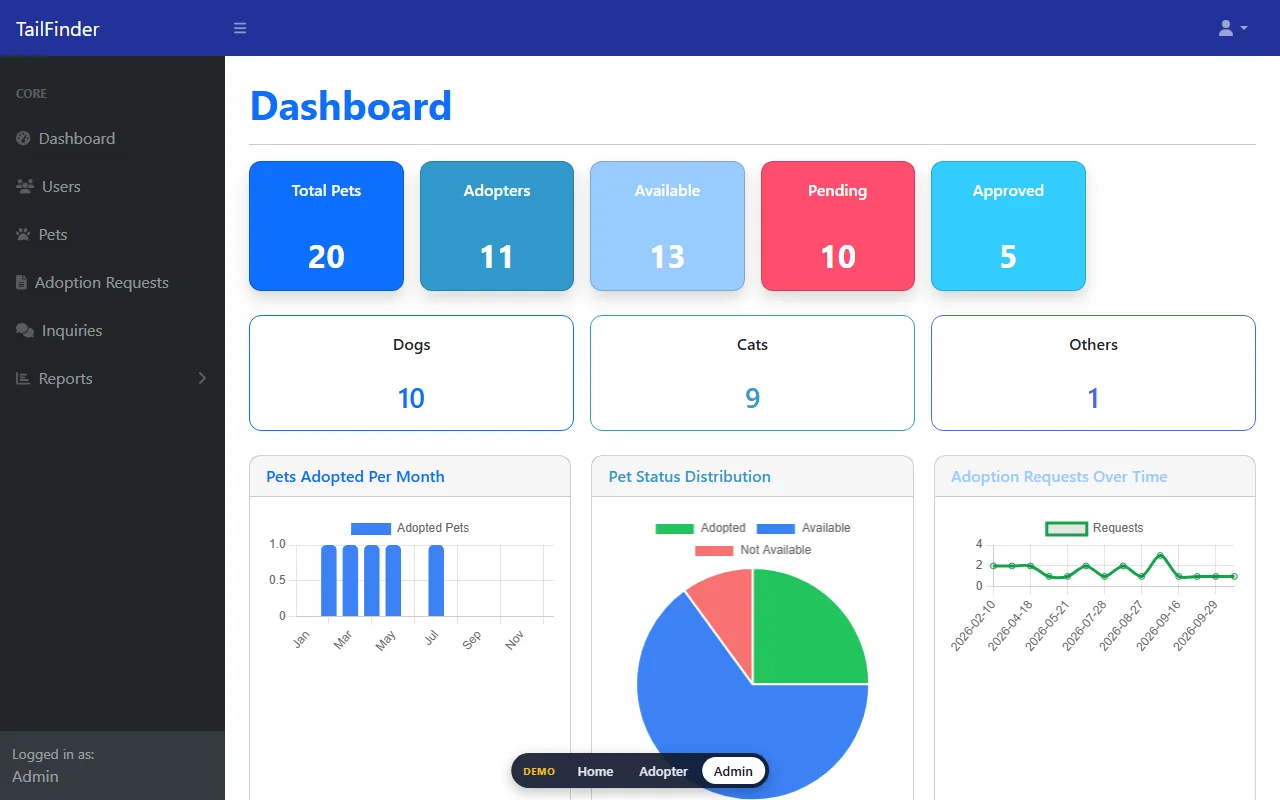 TailFinder
CORE
Dashboard
Users
Pets
Adoption Requests
Inquiries
Reports
Logged in as:
Admin
Dashboard
Total Pets
20
Adopters
11
Available
13
Pending
10
Approved
5
Dogs
10
Cats
9
Others
1
Pets Adopted Per Month
Adopted Pets
1.0
0.5
0
Jan
Mar
May
Jul
Sep
Nov
Pet Status Distribution
Adopted
Available
Not Available
Adoption Requests Over Time
Requests
4
2
0
2026-02-10
2026-04-18
2026-05-21
2026-07-28
2026-08-27
2026-09-16
2026-09-29
DEMO Home Adopter Admin